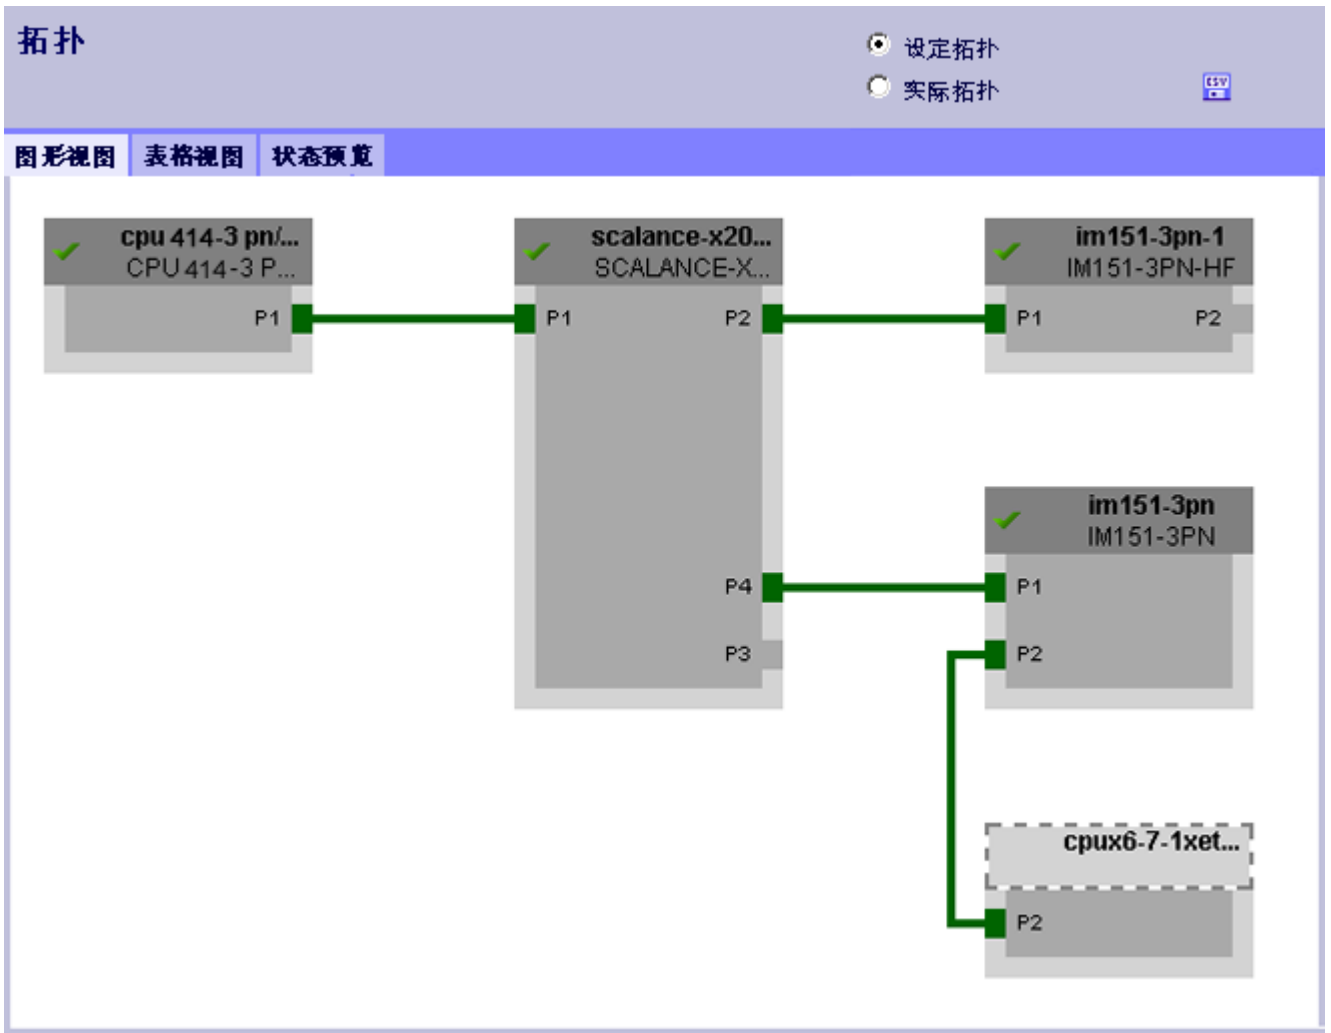 拓扑
设定拓扑
实际拓扑
CSV
图形视图 表格视图 状态预览
cpu 414-3 pn/...
CPU 414-3 P...
P1
scalance-x20...
SCALANCE-X...
P1 P2
P4
P3
im151-3pn-1
IM151-3PN-HF
P1 P2
im151-3pn
IM151-3PN
P1
P2
cpux6-7-1xet...
P2